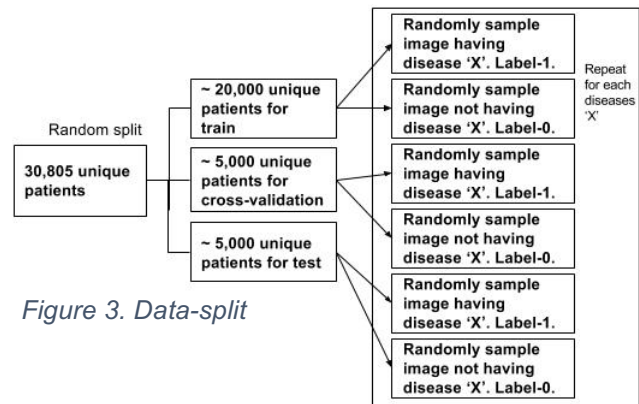 Random split
30,805 unique
patients
~ 20,000 unique
patients for
train
~ 5,000 unique
patients for
cross-validation
~ 5,000 unique
patients for test
Randomly sample
image having
disease ‘X’. Label-1.
Randomly sample
image not having
disease ‘X’. Label-0.
Randomly sample
image having
disease ‘X’. Label-1.
Randomly sample
image not having
disease ‘X’. Label-0.
Randomly sample
image having
disease ‘X’. Label-1.
Randomly sample
image not having
disease ‘X’. Label-0.
Repeat
for each
diseases
‘X’
Figure 3. Data-split